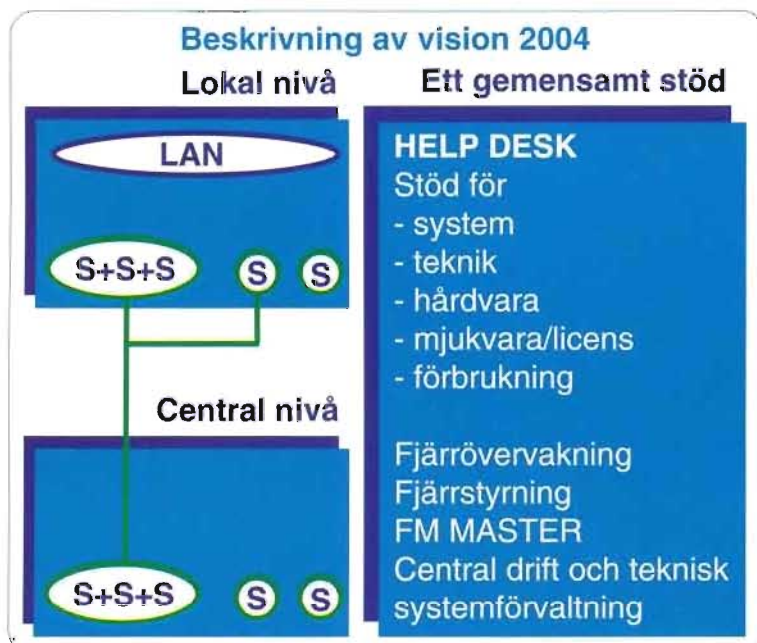 Beskrivning av vision 2004
Lokal nivå
LAN
S+S+S
S
S
Central nivå
S+S+S
S
S
Ett gemensamt stöd
HELP DESK
Stöd för
- system
- teknik
- hårdvara
- mjukvara/licens
- förbrukning
Fjärrövervakning
Fjärrstyrning
FM MASTER
Central drift och teknisk
systemförvaltning